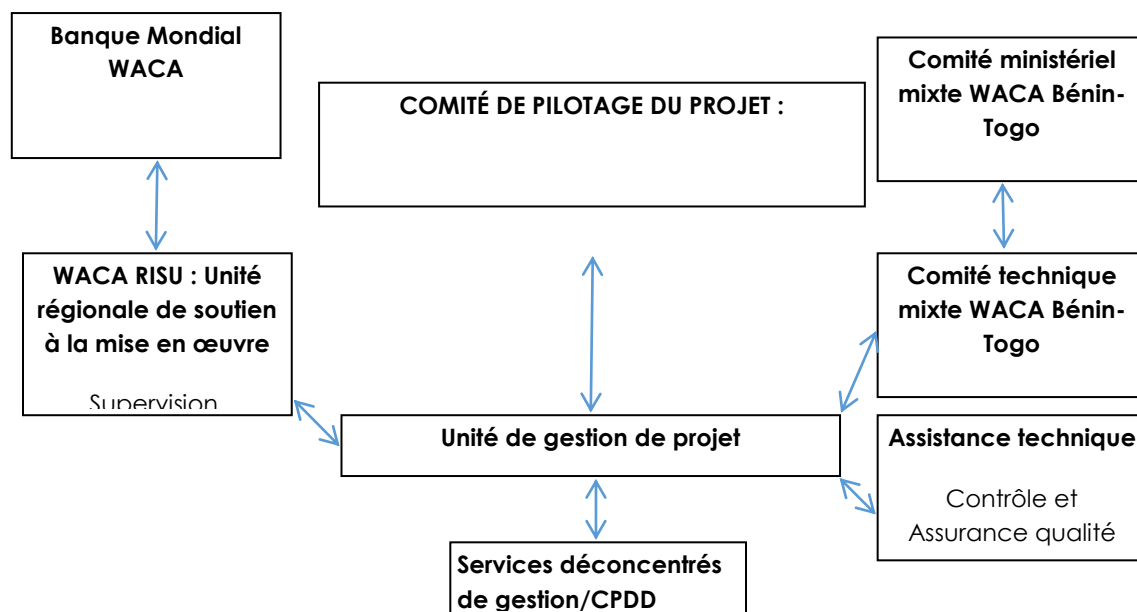 Banque Mondial
WACA
COMITÉ DE PILOTAGE DU PROJET :
Comité ministériel
mixte WACA Bénin-
Togo
WACA RISU : Unité
régionale de soutien
à la mise en œuvre
Supervision
Comité technique
mixte WACA Bénin-
Togo
Unité de gestion de projet
Assistance technique
Contrôle et
Assurance qualité
Services déconcentrés
de gestion/CPDD